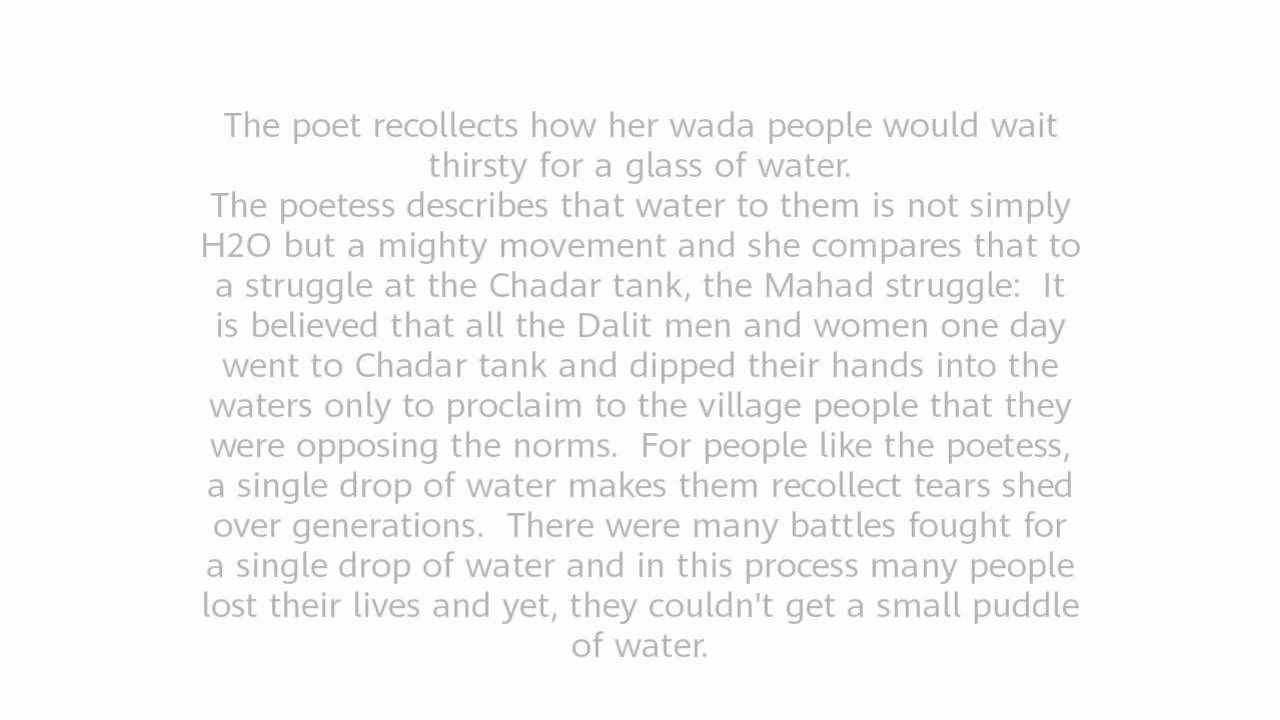 The poet recollects how her wada people would wait
thirsty for a glass of water.
The poetess describes that water to them is not simply
H2O but a mighty movement and she compares that to
a struggle at the Chadar tank, the Mahad struggle:  It
is believed that all the Dalit men and women one day
went to Chadar tank and dipped their hands into the
waters only to proclaim to the village people that they
were opposing the norms.  For people like the poetess,
a single drop of water makes them recollect tears shed
over generations.  There were many battles fought for
a single drop of water and in this process many people
lost their lives and yet, they couldn't get a small puddle
of water.